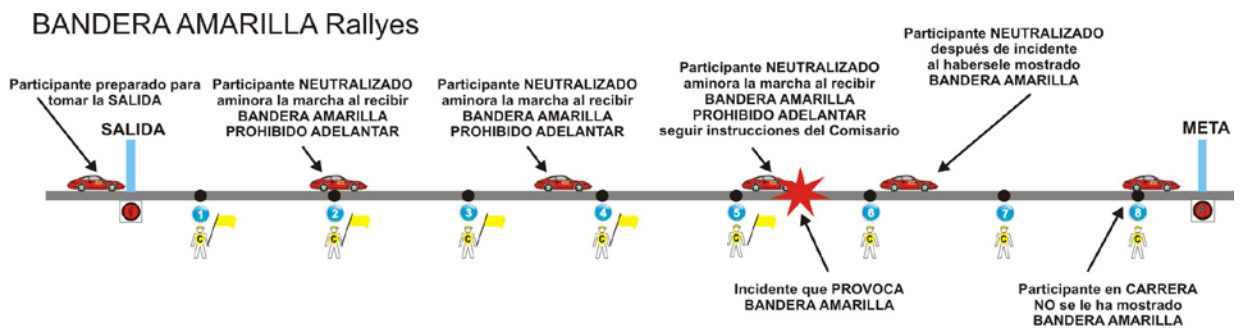 BANDERA AMARILLA Rallyes
Participante preparado para
tomar la SALIDA
SALIDA
Participante NEUTRALIZADO
aminora la marcha al recibir
BANDERA AMARILLA
PROHIBIDO ADELANTAR
Participante NEUTRALIZADO
aminora la marcha al recibir
BANDERA AMARILLA
PROHIBIDO ADELANTAR
Participante NEUTRALIZADO
aminora la marcha al recibir
BANDERA AMARILLA
PROHIBIDO ADELANTAR
seguir instrucciones del Comisario
Participante NEUTRALIZADO
después de incidente
al habersele mostrado
BANDERA AMARILLA
META
1 2 3 4 5 6 7 8
C C C C C C C C
Incidente que PROVOCA
BANDERA AMARILLA
Participante en CARRERA
NO se le ha mostrado
BANDERA AMARILLA